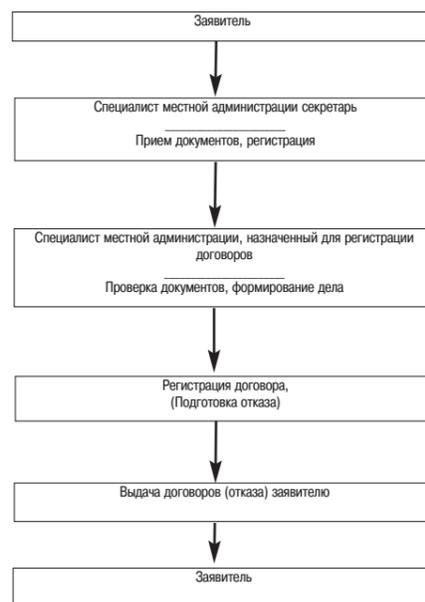 Заявитель
Специалист местной администрации секретарь
Прием документов, регистрация
Специалист местной администрации, назначенный для регистрации
договоров
Проверка документов, формирование дела
Регистрация договора,
(Подготовка отказа)
Выдача договоров (отказа) заявителю
Заявитель